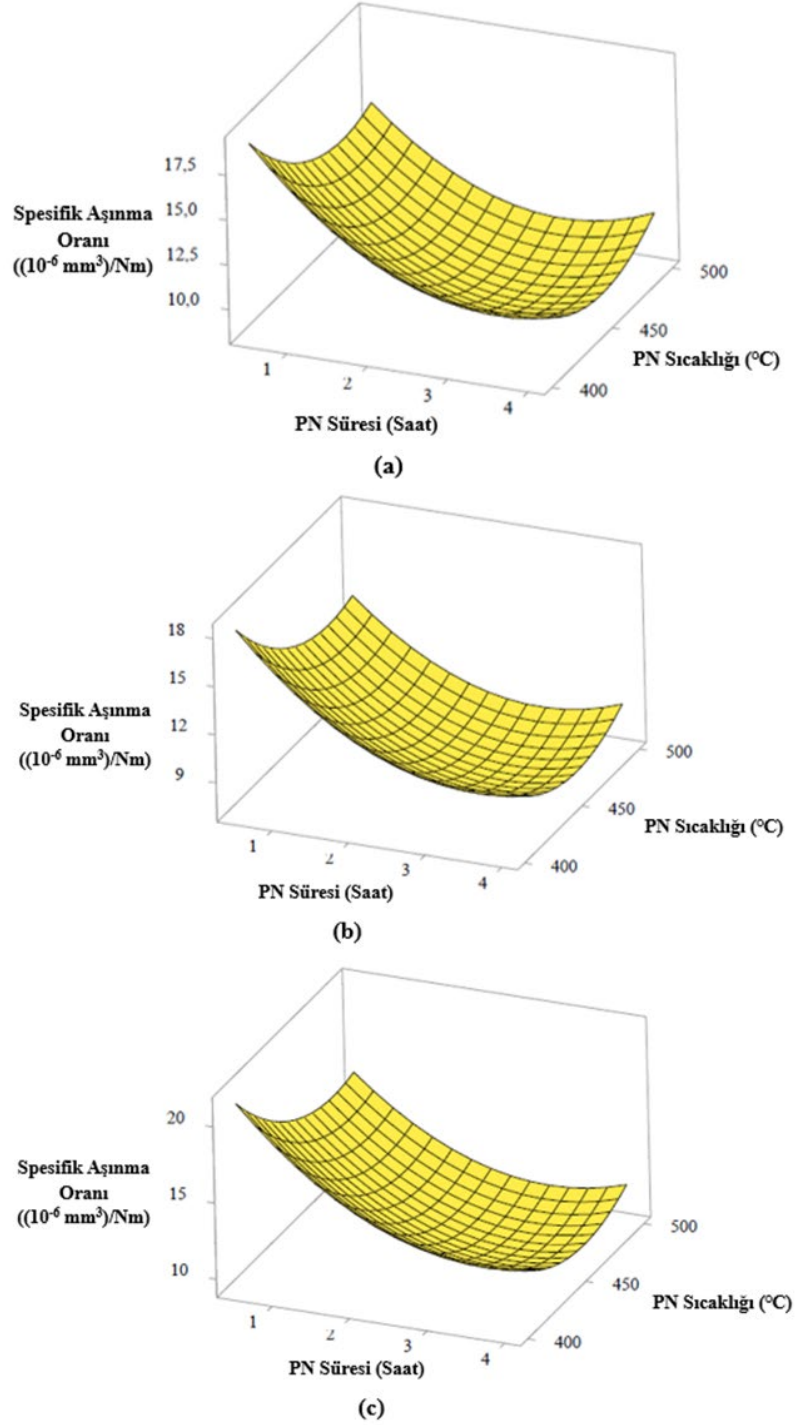 17,5
Spesifik Aşınma
Oranı
((10⁻⁶ mm³)/Nm)
15,0
12,5
10,0
500
450
400
PN Sıcaklığı (°C)
1
2
3
4
PN Süresi (Saat)
(a)
18
15
12
9
Spesifik Aşınma
Oranı
((10⁻⁶ mm³)/Nm)
500
450
400
PN Sıcaklığı (°C)
1
2
3
4
PN Süresi (Saat)
(b)
20
15
10
Spesifik Aşınma
Oranı
((10⁻⁶ mm³)/Nm)
500
450
400
PN Sıcaklığı (°C)
1
2
3
4
PN Süresi (Saat)
(c)